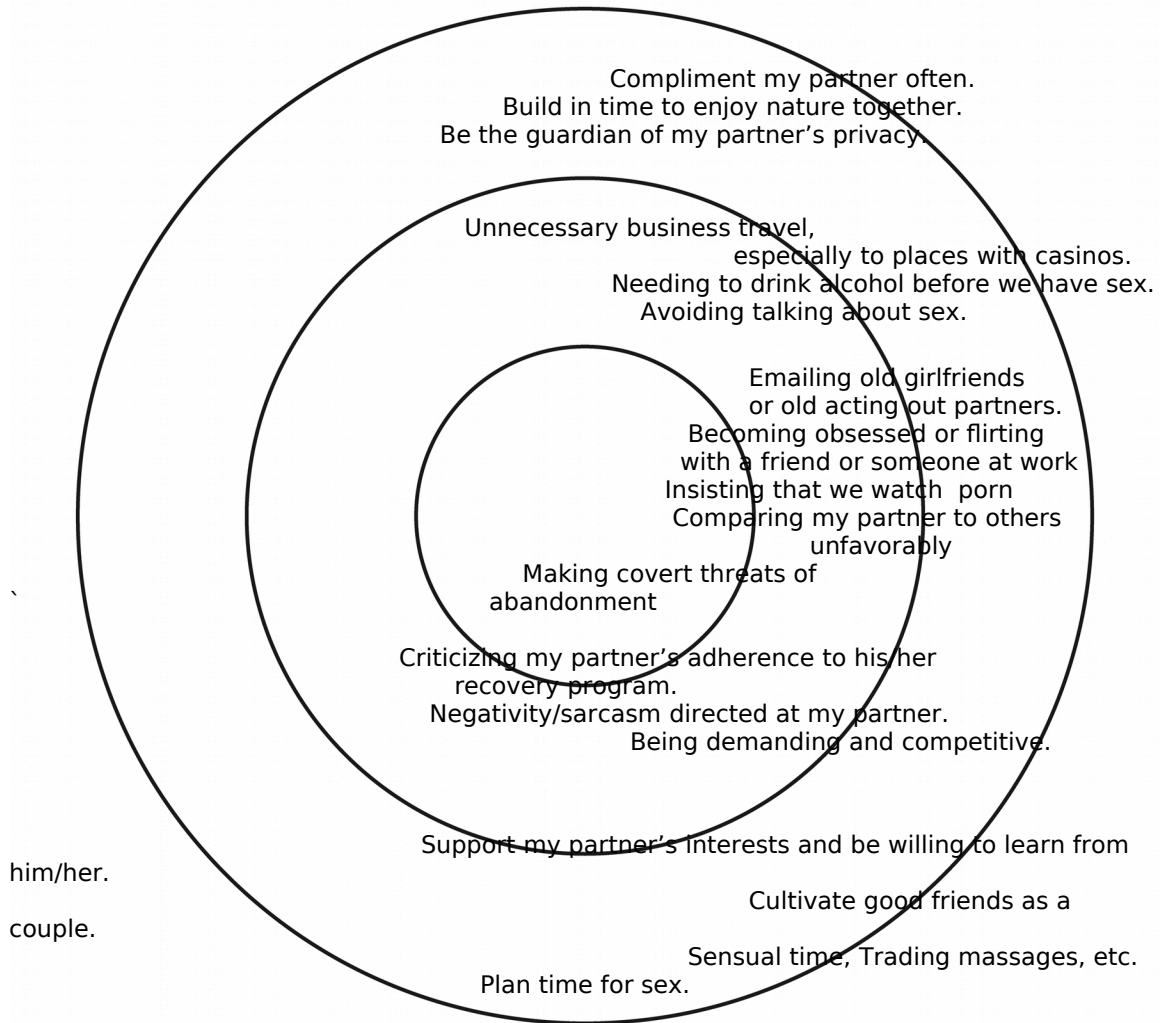 Compliment my partner often.
Build in time to enjoy nature together.
Be the guardian of my partner’s privacy.
Unnecessary business travel,
especially to places with casinos.
Needing to drink alcohol before we have sex.
Avoiding talking about sex.
Emailing old girlfriends
or old acting out partners.
Becoming obsessed or flirting
with a friend or someone at work
Insisting that we watch  porn
Comparing my partner to others
unfavorably
Making covert threats of
`
abandonment
Criticizing my partner’s adherence to his/her
recovery program.
Negativity/sarcasm directed at my partner.
Being demanding and competitive.
Support my partner’s interests and be willing to learn from
him/her.
Cultivate good friends as a
couple.
Sensual time, Trading massages, etc.
Plan time for sex.